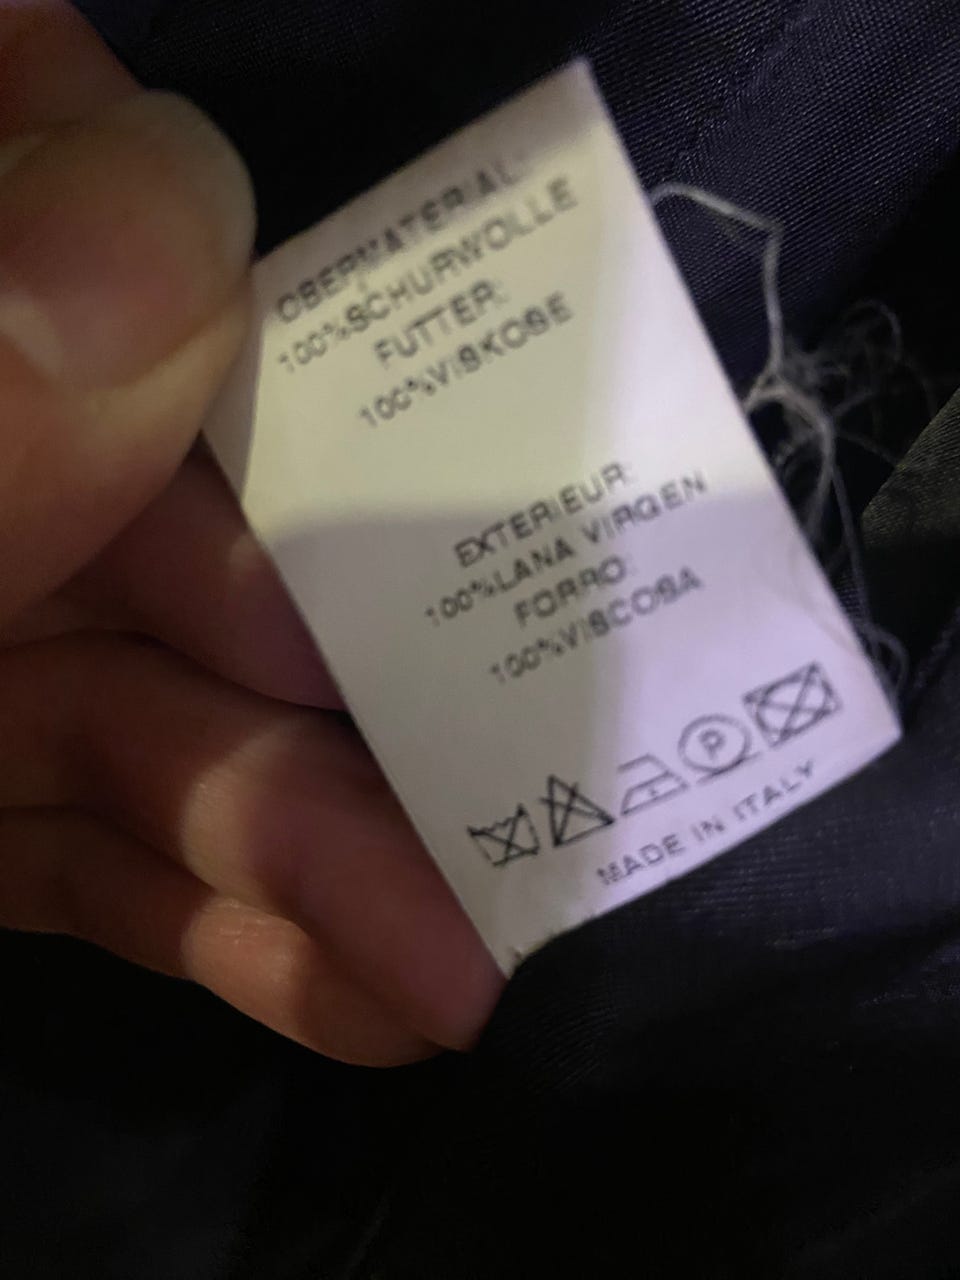 OBERMATERIAL:
100%SCHURWOLLE
FUTTER:
100%VISKOSE
EXTERIEUR:
100%LANA VIRGEN
FORRO:
100%VISCOSA
P
MADE IN ITALY